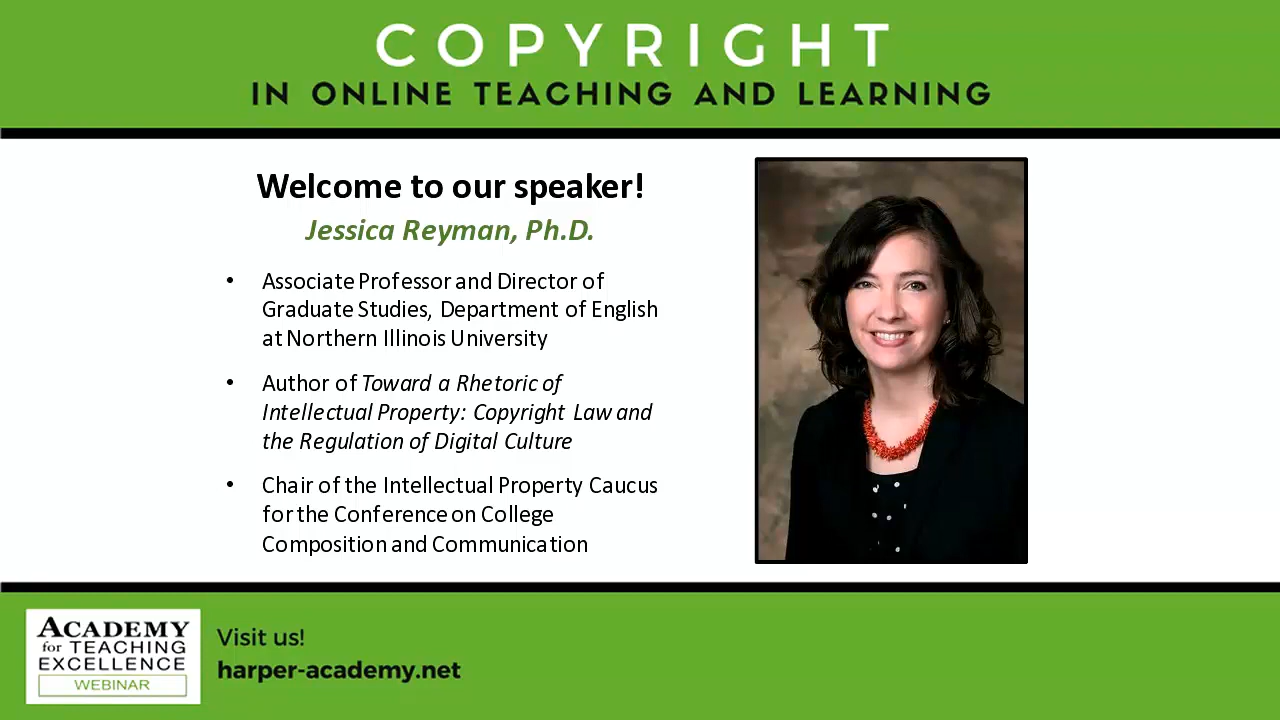 COPYRIGHT
IN ONLINE TEACHING AND LEARNING
Welcome to our speaker!
Jessica Reyman, Ph.D.
• Associate Professor and Director of
Graduate Studies, Department of English
at Northern Illinois University
• Author of Toward a Rhetoric of
Intellectual Property: Copyright Law and
the Regulation of Digital Culture
• Chair of the Intellectual Property Caucus
for the Conference on College
Composition and Communication
ACADEMY
for TEACHING
EXCELLENCE
WEBINAR
Visit us!
harper-academy.net